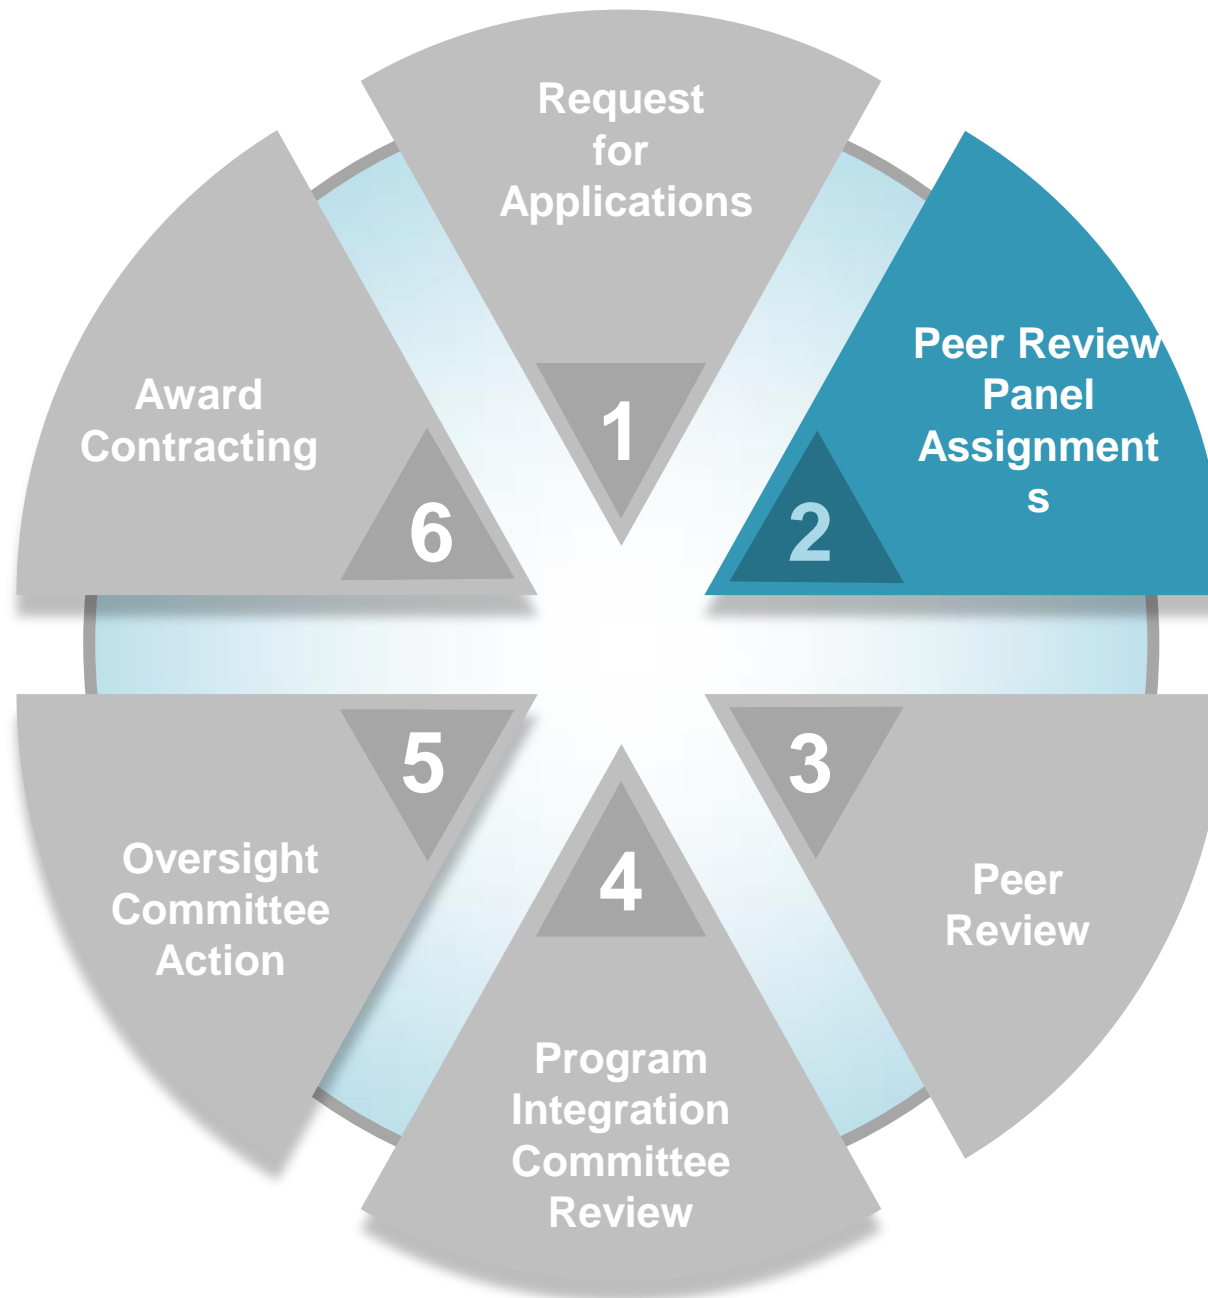 Request
for
Applications
1
Peer Review
Panel
Assignment
s
2
3
Peer
Review
4
Program
Integration
Committee
Review
5
Oversight
Committee
Action
Award
Contracting
6